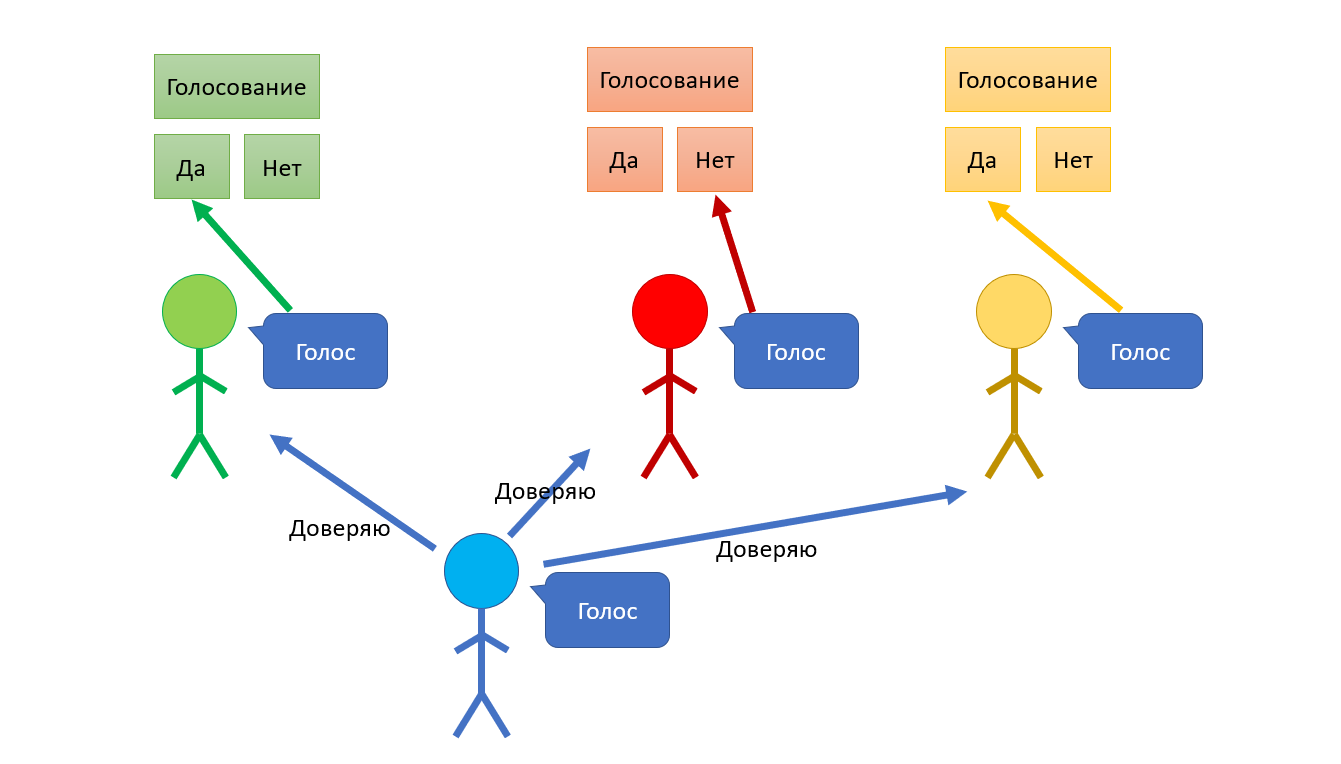 Голосование
Да
Нет
Голосование
Да
Нет
Голосование
Да
Нет
Голос
Голос
Голос
Доверяю
Доверяю
Доверяю
Голос